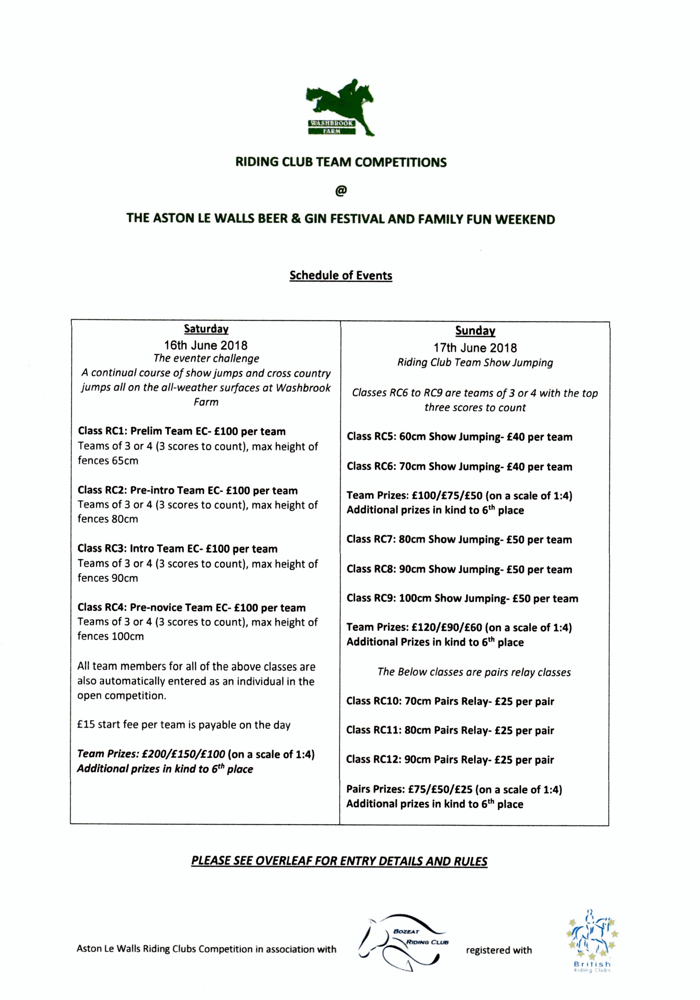 WASHBROOK
FARM
RIDING CLUB TEAM COMPETITIONS
@
THE ASTON LE WALLS BEER & GIN FESTIVAL AND FAMILY FUN WEEKEND
Schedule of Events
Saturday
16th June 2018
The eventer challenge
A continual course of show jumps and cross country
jumps all on the all-weather surfaces at Washbrook
Farm
Class RC1: Prelim Team EC- £100 per team
Teams of 3 or 4 (3 scores to count), max height of
fences 65cm
Class RC2: Pre-intro Team EC- £100 per team
Teams of 3 or 4 (3 scores to count), max height of
fences 80cm
Class RC3: Intro Team EC- £100 per team
Teams of 3 or 4 (3 scores to count), max height of
fences 90cm
Class RC4: Pre-novice Team EC- £100 per team
Teams of 3 or 4 (3 scores to count), max height of
fences 100cm
All team members for all of the above classes are
also automatically entered as an individual in the
open competition.
£15 start fee per team is payable on the day
Team Prizes: £200/£150/£100 (on a scale of 1:4)
Additional prizes in kind to 6th place
Sunday
17th June 2018
Riding Club Team Show Jumping
Classes RC6 to RC9 are teams of 3 or 4 with the top
three scores to count
Class RC5: 60cm Show Jumping- £40 per team
Class RC6: 70cm Show Jumping- £40 per team
Team Prizes: £100/£75/£50 (on a scale of 1:4)
Additional prizes in kind to 6th place
Class RC7: 80cm Show Jumping- £50 per team
Class RC8: 90cm Show Jumping- £50 per team
Class RC9: 100cm Show Jumping- £50 per team
Team Prizes: £120/£90/£60 (on a scale of 1:4)
Additional Prizes in kind to 6th place
The Below classes are pairs relay classes
Class RC10: 70cm Pairs Relay- £25 per pair
Class RC11: 80cm Pairs Relay- £25 per pair
Class RC12: 90cm Pairs Relay- £25 per pair
Pairs Prizes: £75/£50/£25 (on a scale of 1:4)
Additional prizes in kind to 6th place
PLEASE SEE OVERLEAF FOR ENTRY DETAILS AND RULES
Aston Le Walls Riding Clubs Competition in association with
BOZEAT
RIDING CLUB
registered with
British
Riding Clubs